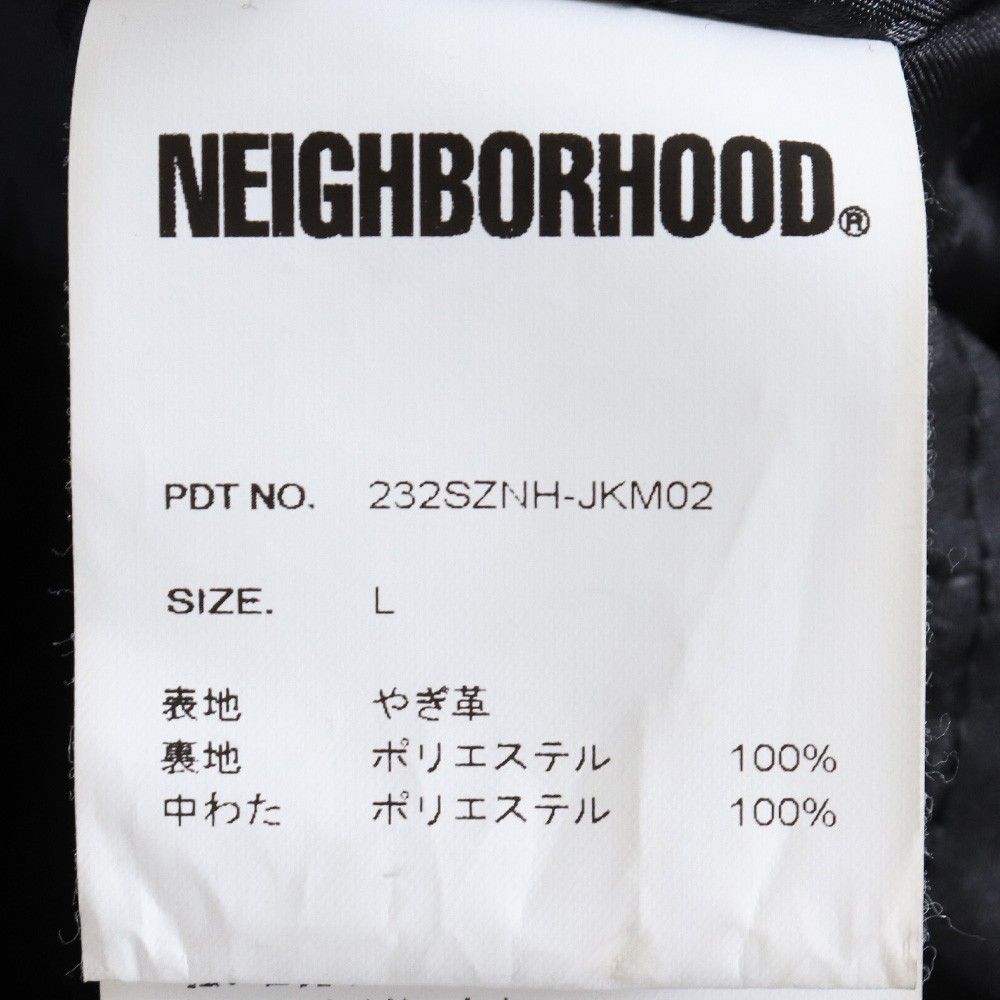 NEIGHBORHOOD®
PDT NO. 232SZNH-JKM02
SIZE. L
表地 やぎ革
裏地 ポリエステル 100%
中わた ポリエステル 100%